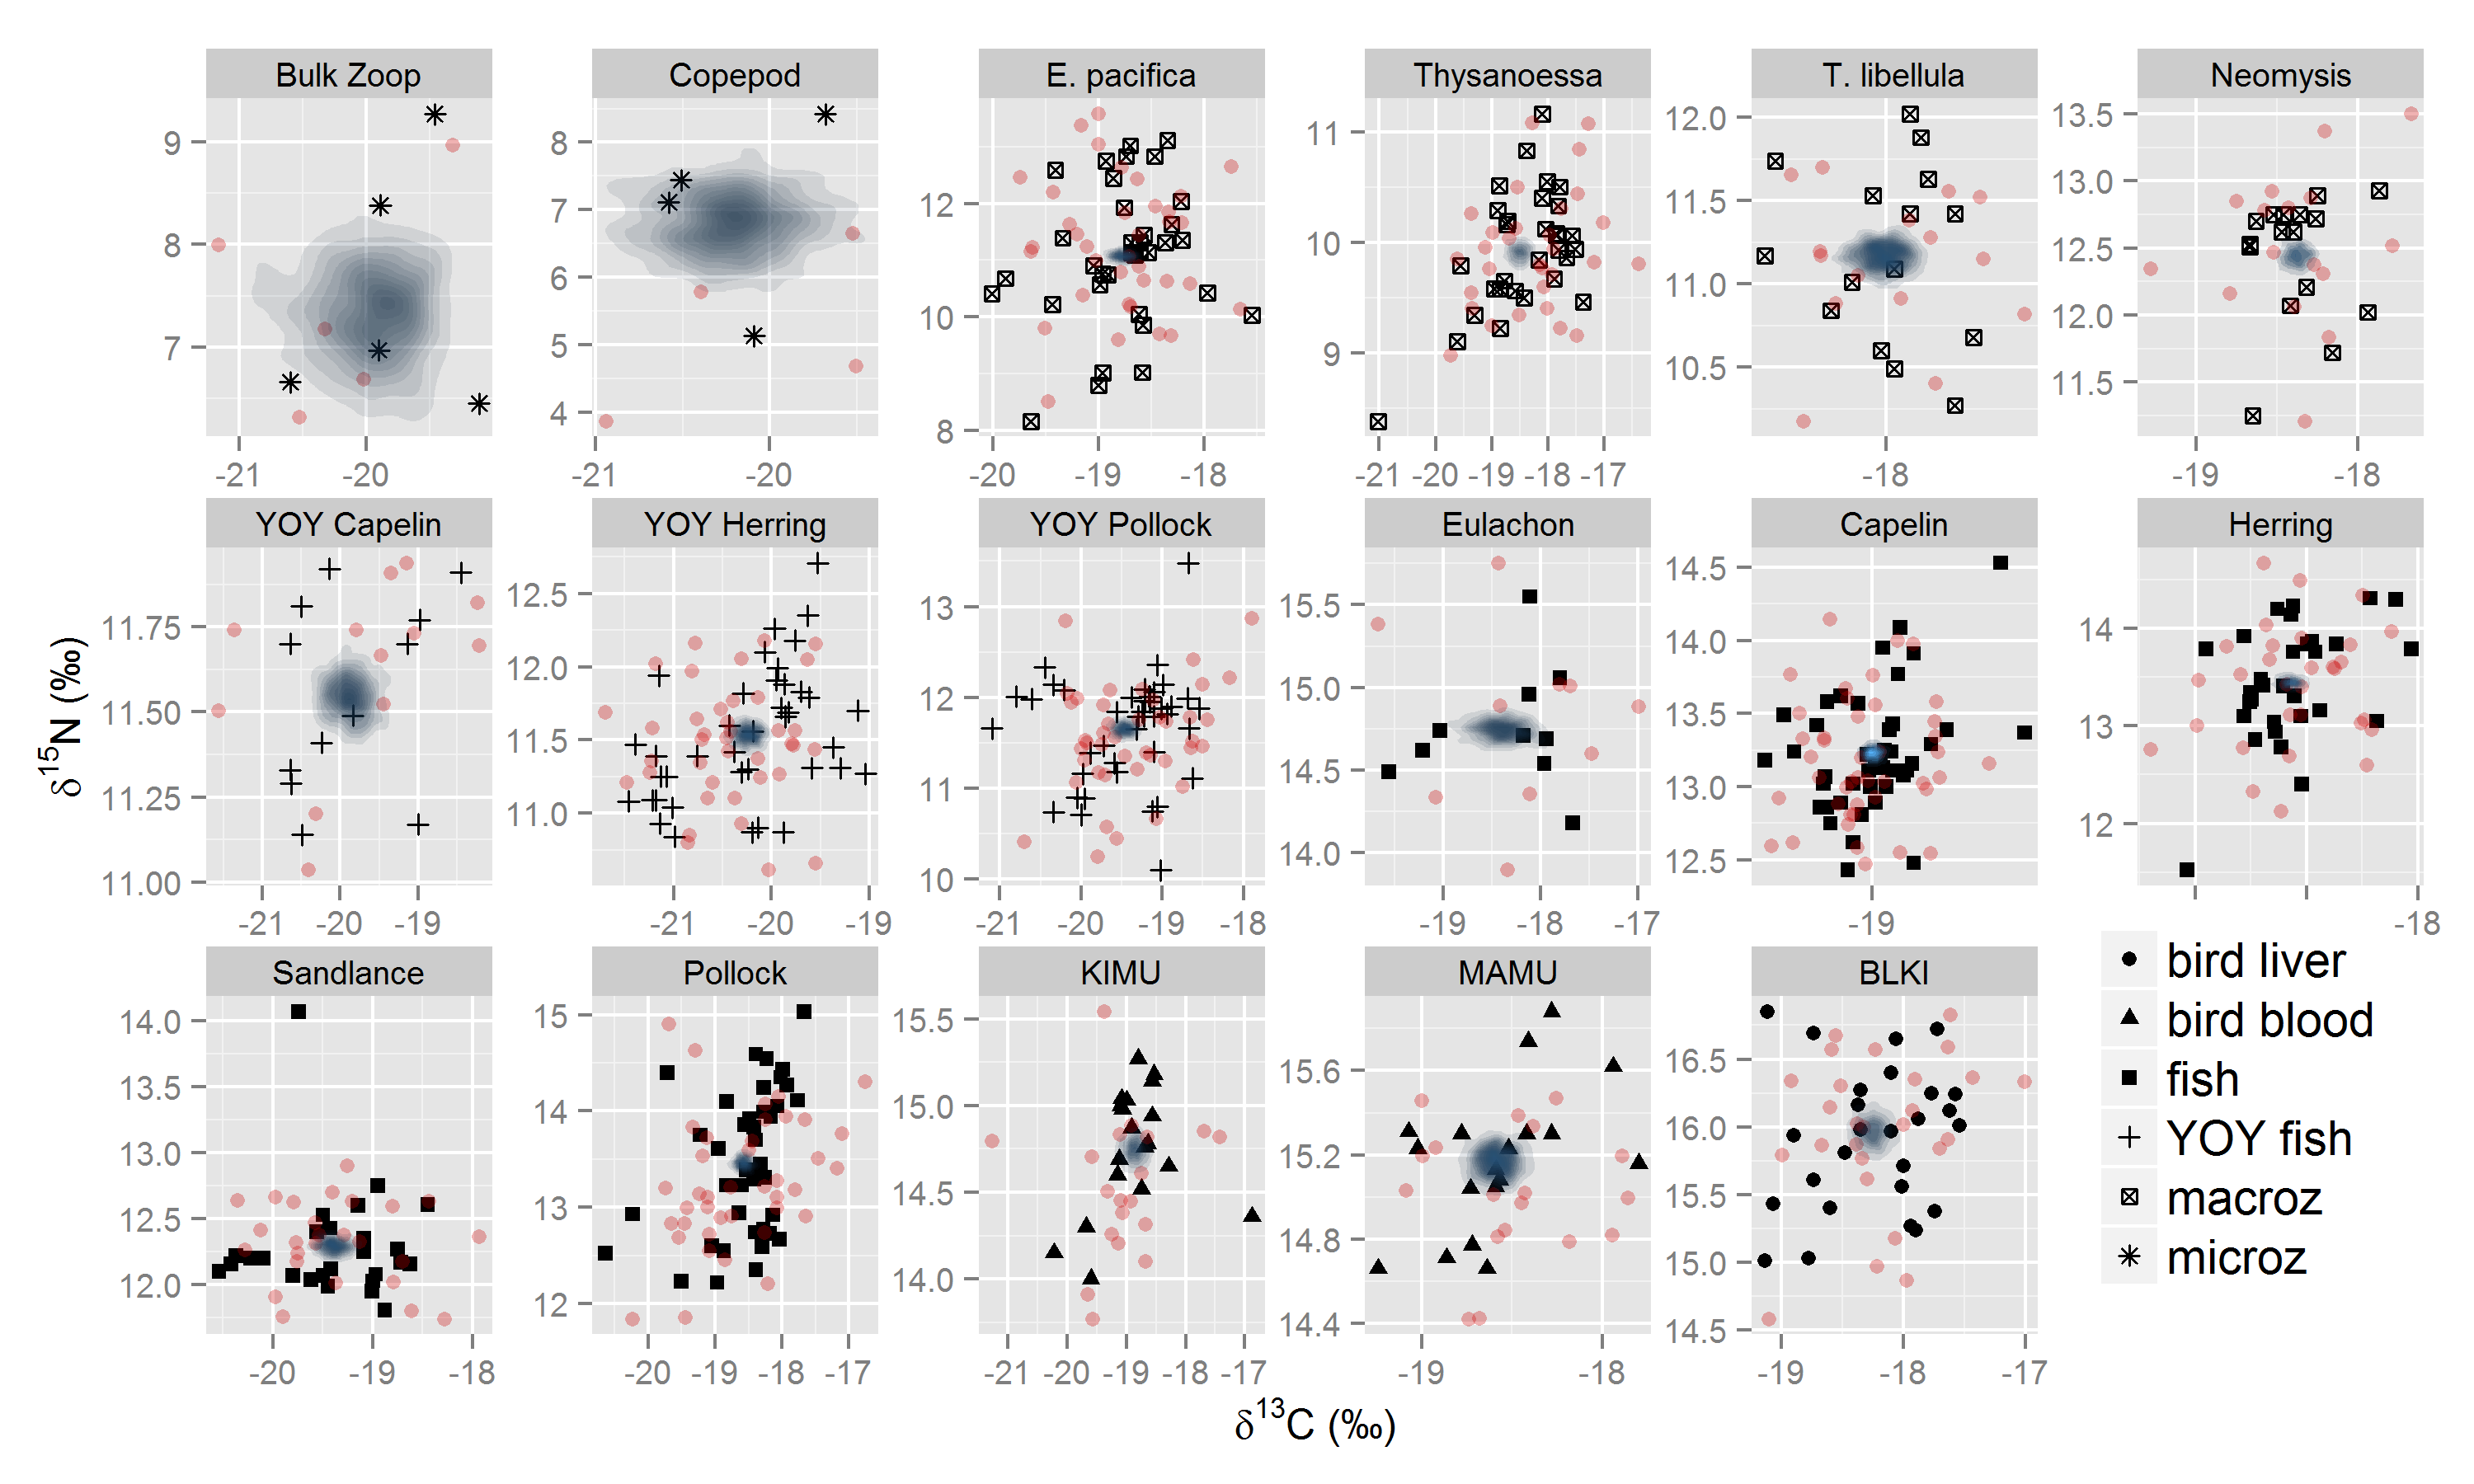 Bulk Zoop Copepod E. pacifica Thysanoessa T. libellula Neomysis
9 8 7
8 7 6 5 4
12 10 8
11 10 9
12.0 11.5 11.0 10.5
13.5 13.0 12.5 12.0 11.5
-21 -20 -21 -20 -20 -19 -18 -21 -20 -19 -18 -17 -18 -19 -18
YOY Capelin YOY Herring YOY Pollock Eulachon Capelin Herring
11.75 11.50 11.25 11.00
12.5 12.0 11.5 11.0
13 12 11 10
15.5 15.0 14.5 14.0
14.5 14.0 13.5 13.0 12.5
14 13 12
-21 -20 -19 -21 -20 -19 -21 -20 -19 -18 -19 -18 -17 -19 -18
Sandlance Pollock KIMU MAMU BLKI
14.0 13.5 13.0 12.5 12.0
15 14 13 12
15.5 15.0 14.5 14.0
15.6 15.2 14.8 14.4
16.5 16.0 15.5 15.0 14.5
-20 -19 -18 -20 -19 -18 -17 -21 -20 -19 -18 -17 -19 -18 -19 -18 -17
δ15N (‰)
δ13C (‰)
bird liver
bird blood
fish
YOY fish
macroz
microz